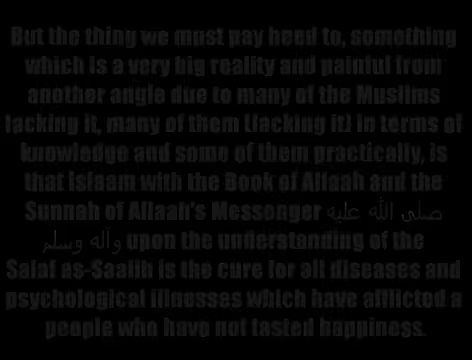 But the thing we must pay heed to, something
which is a very big reality and painful from
another angle due to many of the Muslims
lacking it, many of them (lacking it) in terms of
knowledge and some of them practically, is
that Islaam with the Book of Allaah and the
Sunnah of Allaah's Messenger صلى الله عليه
وآله وسلم upon the understanding of the
Salaf as-Saalih is the cure for all diseases and
psychological illnesses which have afflicted a
people who have not tasted happiness.